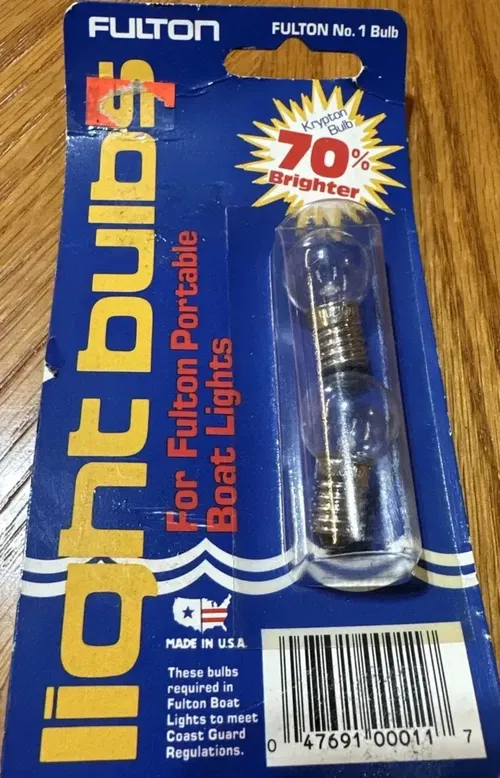 FULTON
FULTON No. 1 Bulb
Krypton
Bulb
70%
Brighter
light bulbs
For Fulton Portable
Boat Lights
MADE IN U.S.A.
These bulbs
required in
Fulton Boat
Lights to meet
Coast Guard
Regulations.
0 47691 00011 7